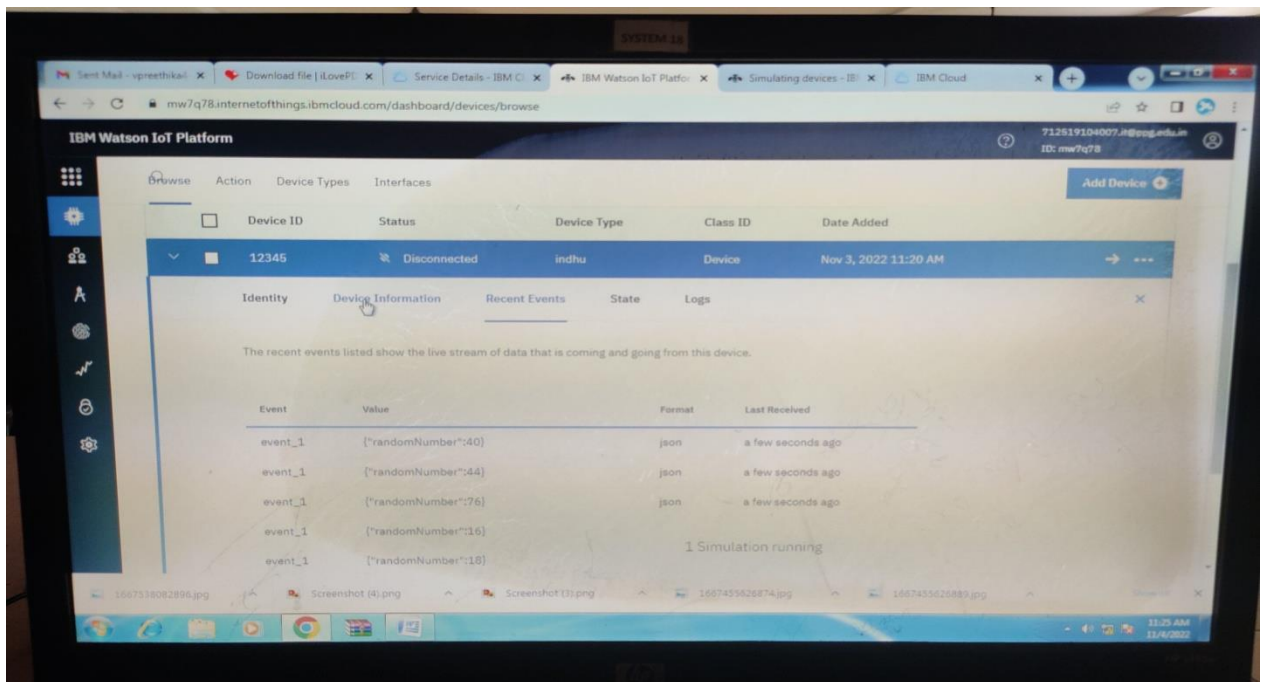 SYSTEM 18
Sent Mail - vpreethikail Download file | iLovePD Service Details - IBM Cl IBM Watson IoT Platfor Simulating devices - IB Cloud
mw7q78.internetofthings.ibmcloud.com/dashboard/devices/browse
IBM Watson IoT Platform
ID: mw7q78
Browse Action Device Types Interfaces Add Device
Device ID Status Device Type Class ID Date Added
12345 Disconnected indhu Device Nov 3, 2022 11:20 AM
Identity Device Information Recent Events State Logs
The recent events listed show the live stream of data that is coming and going from this device.
Event Value Format Last Received
event_1 {"randomNumber":40} json a few seconds ago
event_1 {"randomNumber":44} json a few seconds ago
event_1 {"randomNumber":76} json a few seconds ago
event_1 {"randomNumber":16}
1 Simulation running
event_1 {"randomNumber":18}
Screenshot (4).png Screenshot (3).png
11:25 AM
11/4/2022